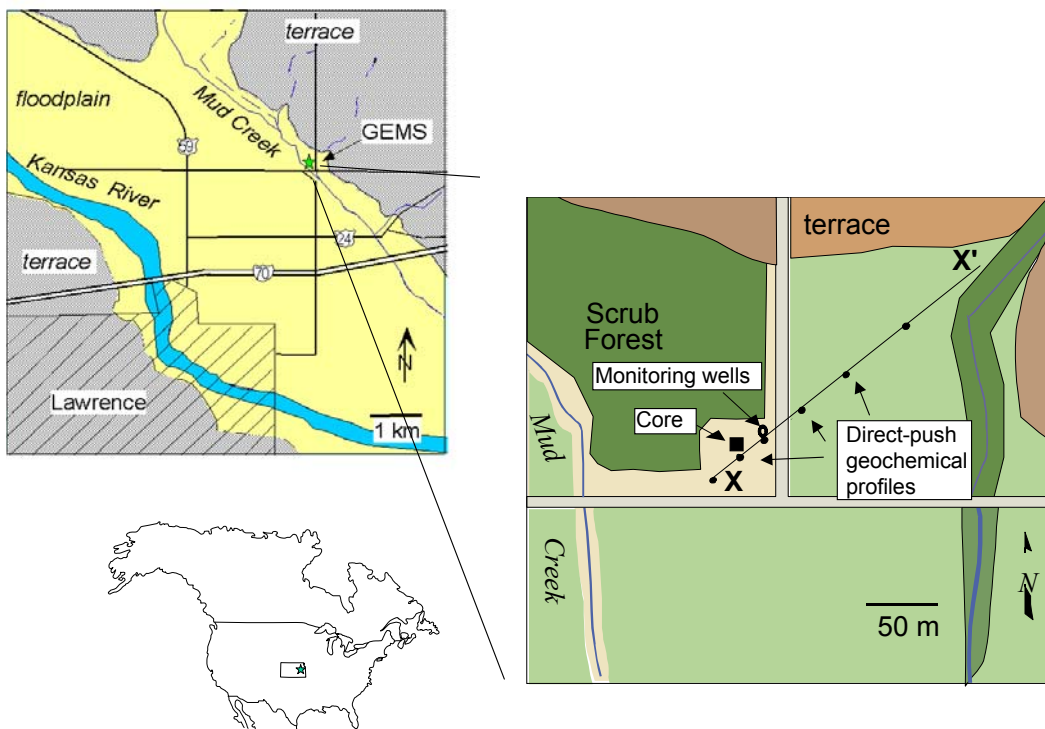 terrace
floodplain
Mud Creek
GEMS
59
Kansas River
24
terrace
70
N
Lawrence
1 km
terrace
X'
Scrub
Forest
Monitoring wells
Core
Mud
Direct-push
geochemical
profiles
X
Creek
N
50 m